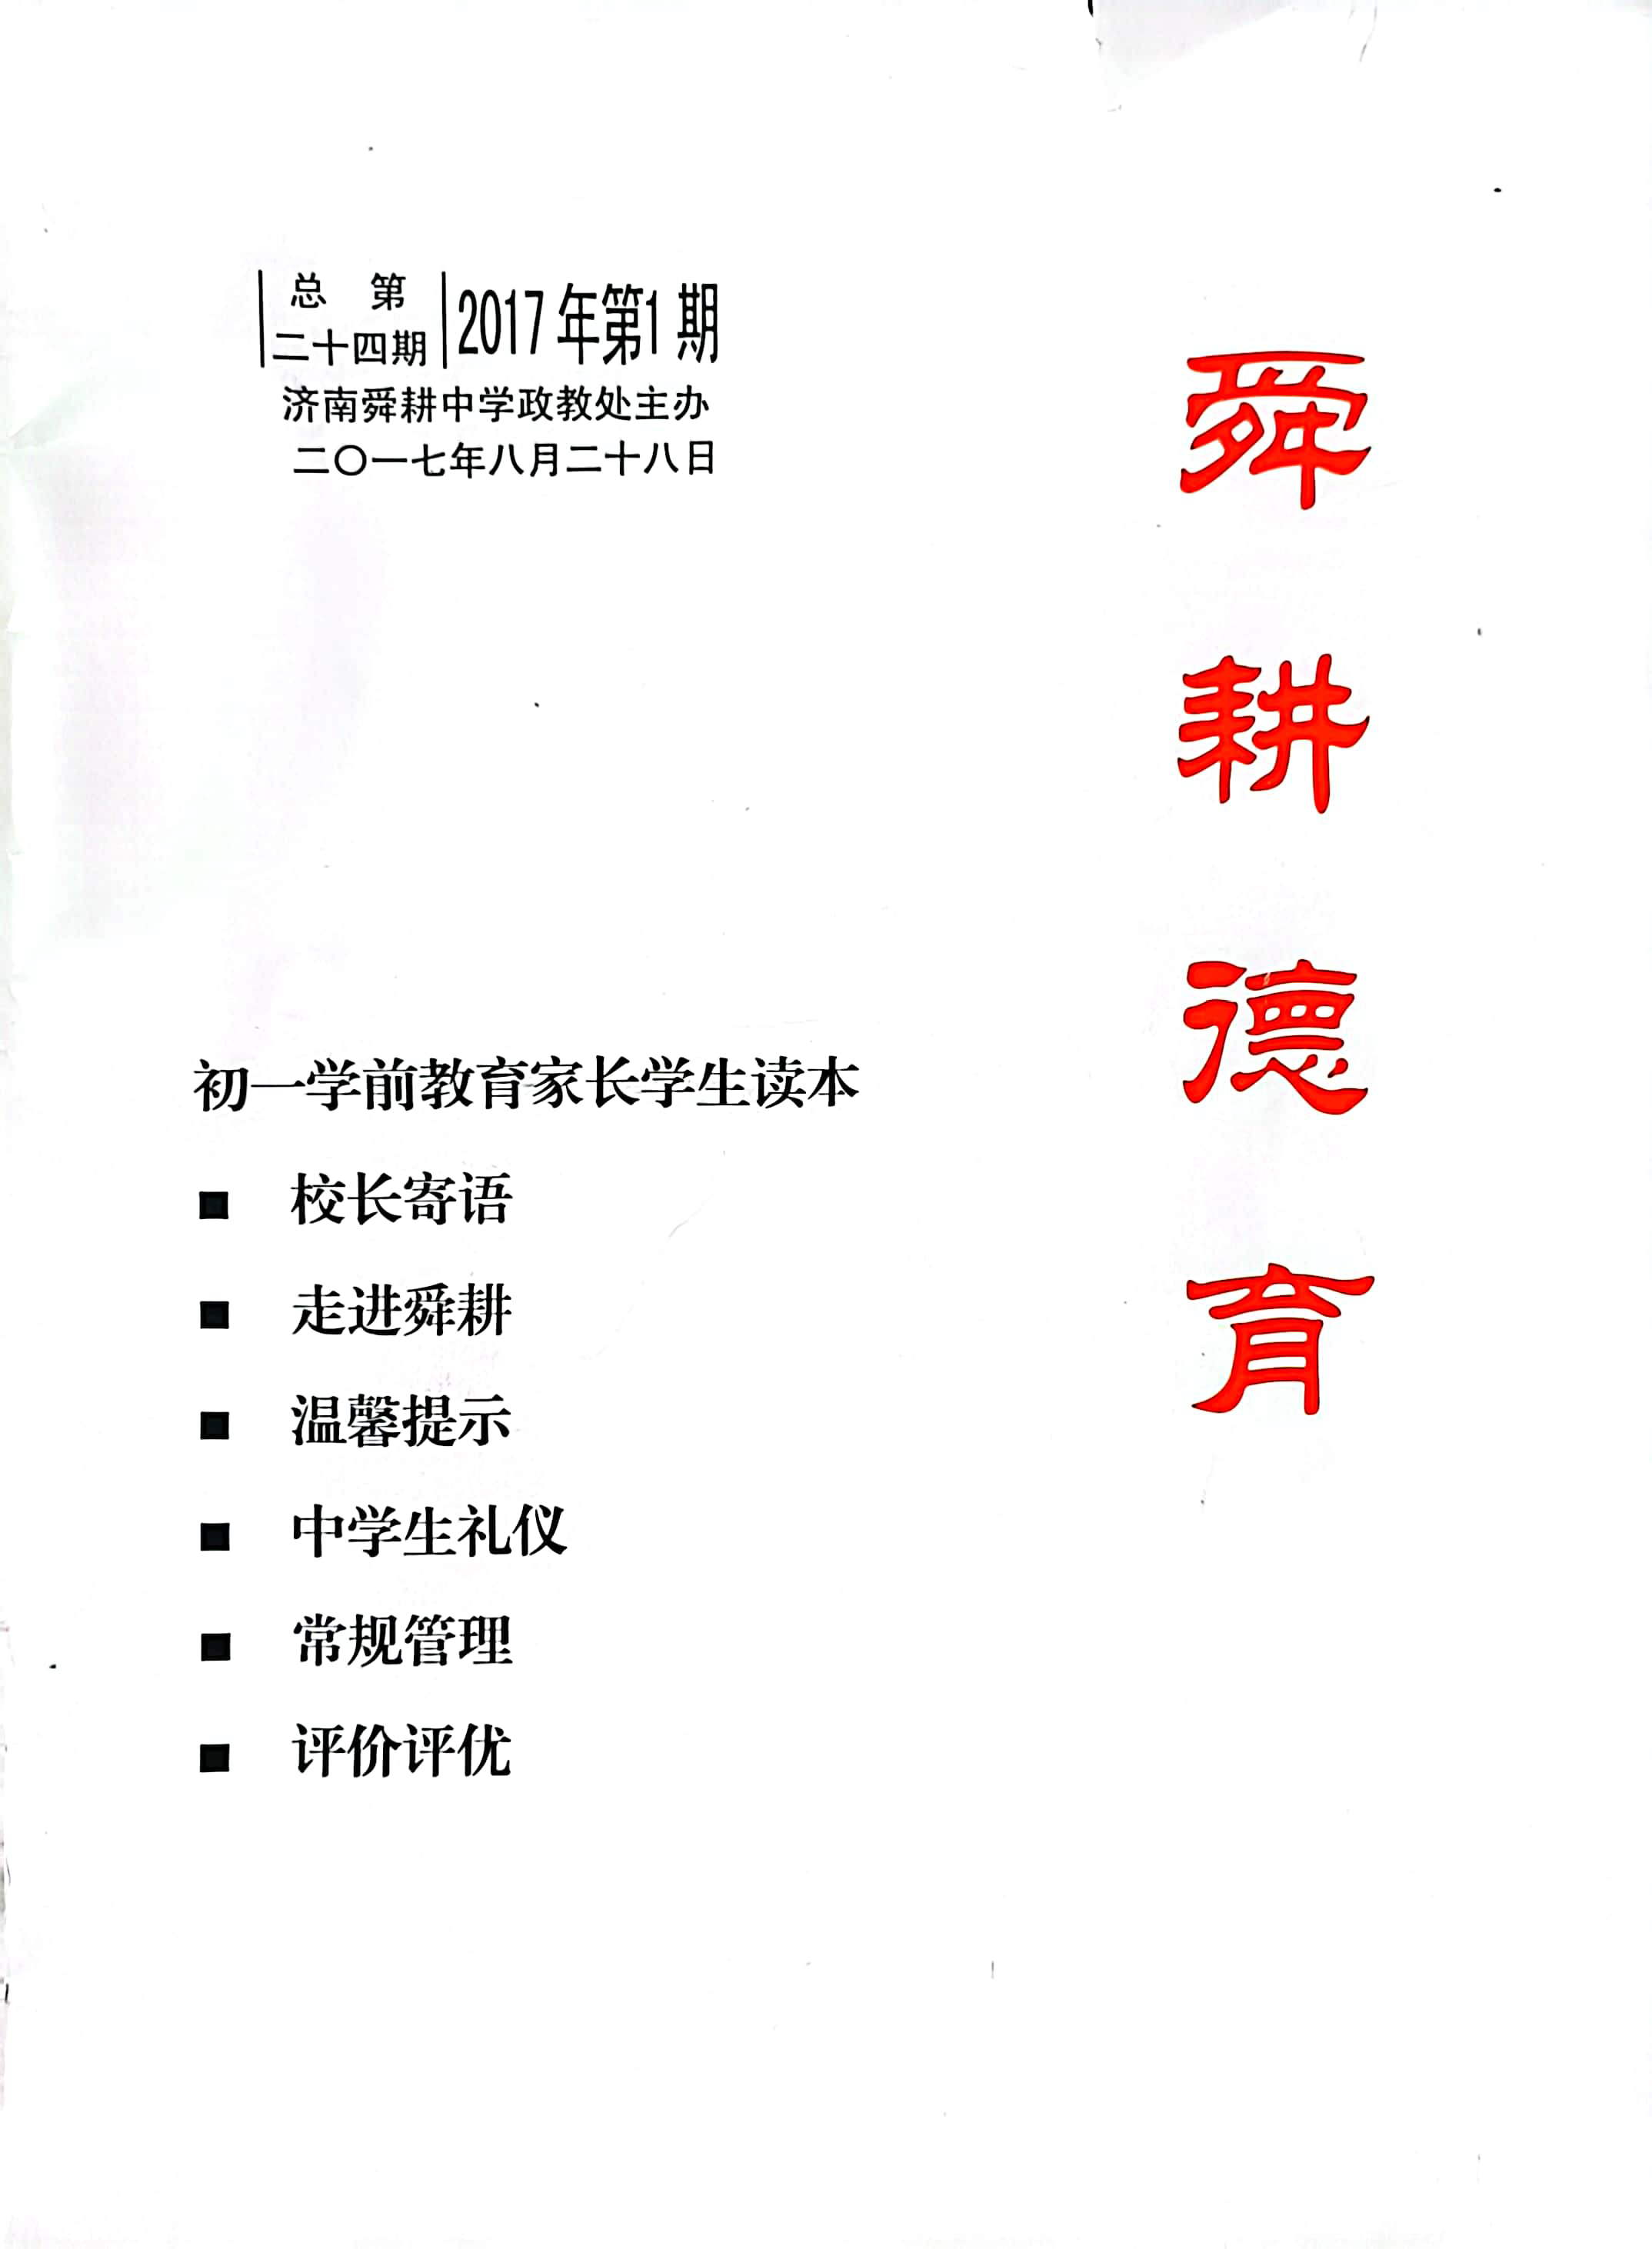 总 第
二十四期
2017年第1期
济南舜耕中学政教处主办
二〇一七年八月二十八日
舜耕德育
初一学前教育家长学生读本
■ 校长寄语
■ 走进舜耕
■ 温馨提示
■ 中学生礼仪
■ 常规管理
■ 评价评优